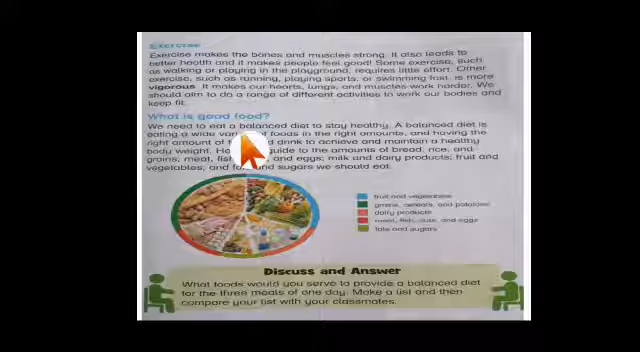 Exercise
Exercise makes the bones and muscles strong. It also leads to
better health and it makes people feel good! Some exercise, such
as walking or playing in the playground, requires little effort. Other
exercise, such as running, playing sports, or swimming fast, is more
vigorous. It makes our hearts, lungs, and muscles work harder. We
should aim to do a range of different activities to work our bodies and
keep fit.
What is good food?
We need to eat a balanced diet to stay healthy. A balanced diet is
eating a wide of foods in the right amounts, and having the
right amount of and drink to achieve and maintain a healthy
body weight. guide to the amounts of bread, rice, and
grains; meat, and eggs; milk and dairy products; fruit and
vegetables; and and sugars we should eat.
fruit and vegetables
grains, cereals, and potatoes
dairy products
meat, fish, and eggs
fats and sugars
Discuss and Answer
What foods would you serve to provide a balanced diet
for the three meals of one day. Make a list and then
compare your list with your classmates.